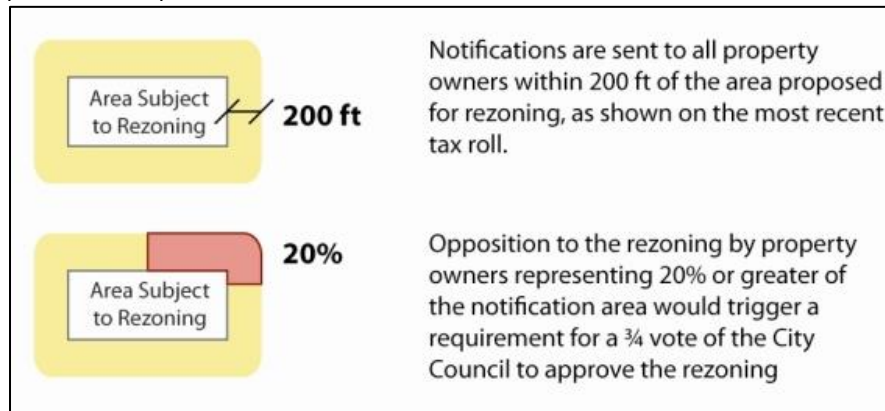 Area Subject
to Rezoning
200 ft
Notifications are sent to all property
owners within 200 ft of the area proposed
for rezoning, as shown on the most recent
tax roll.
Area Subject
to Rezoning
20%
Opposition to the rezoning by property
owners representing 20% or greater of
the notification area would trigger a
requirement for a ¾ vote of the City
Council to approve the rezoning